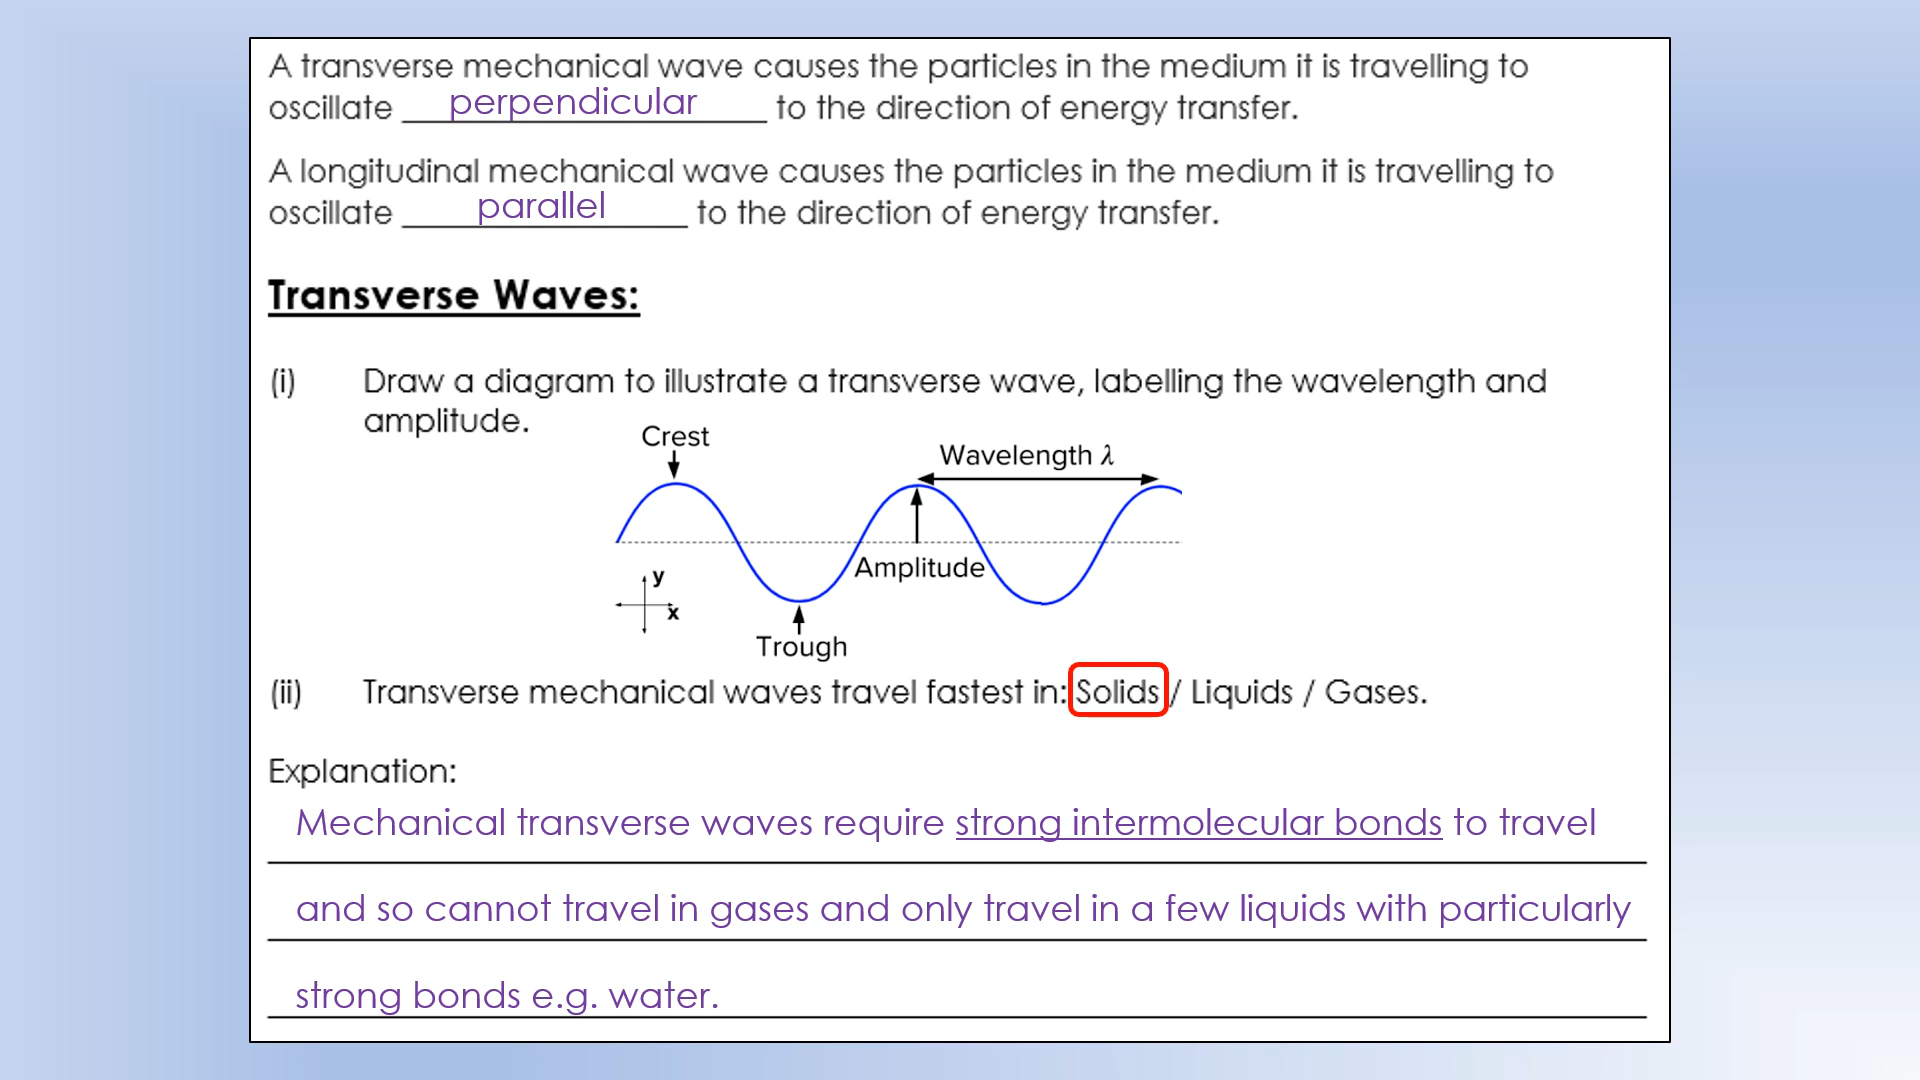 A transverse mechanical wave causes the particles in the medium it is travelling to
oscillate perpendicular to the direction of energy transfer.
A longitudinal mechanical wave causes the particles in the medium it is travelling to
oscillate parallel to the direction of energy transfer.
Transverse Waves:
(i) Draw a diagram to illustrate a transverse wave, labelling the wavelength and
amplitude.
Crest
Wavelength λ
Amplitude
y
x
Trough
(ii) Transverse mechanical waves travel fastest in: Solids / Liquids / Gases.
Explanation:
Mechanical transverse waves require strong intermolecular bonds to travel
and so cannot travel in gases and only travel in a few liquids with particularly
strong bonds e.g. water.